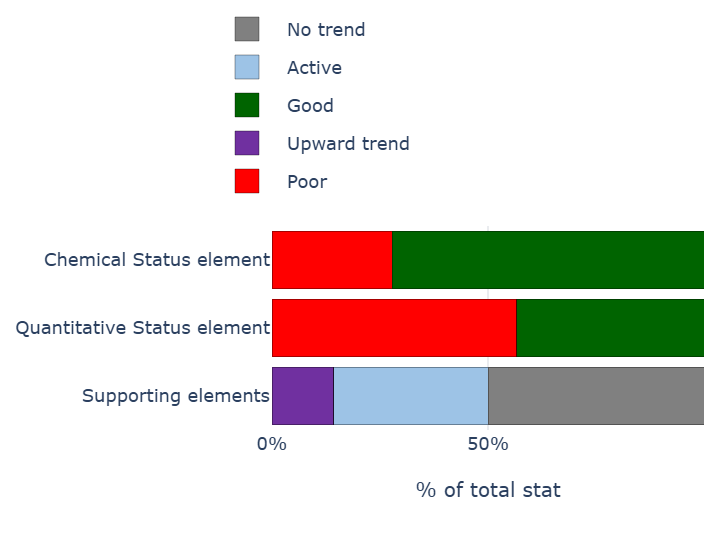 No trend
Active
Good
Upward trend
Poor
Chemical Status element
Quantitative Status element
Supporting elements
0%
50%
% of total stat